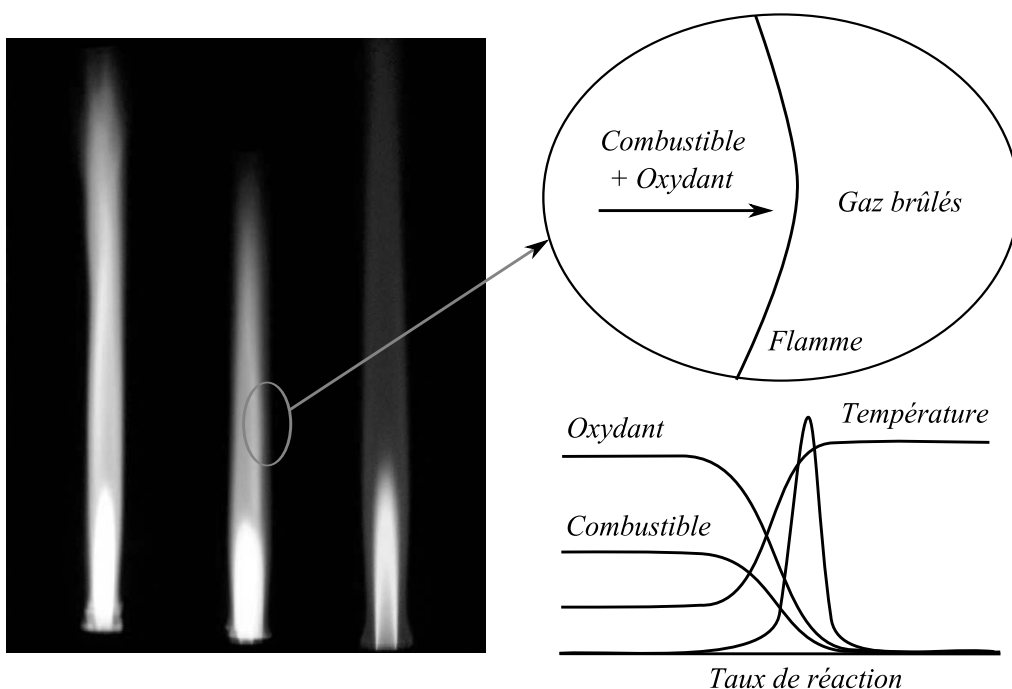 Combustible
+ Oxydant
Gaz brûlés
Flamme
Température
Oxydant
Combustible
Taux de réaction